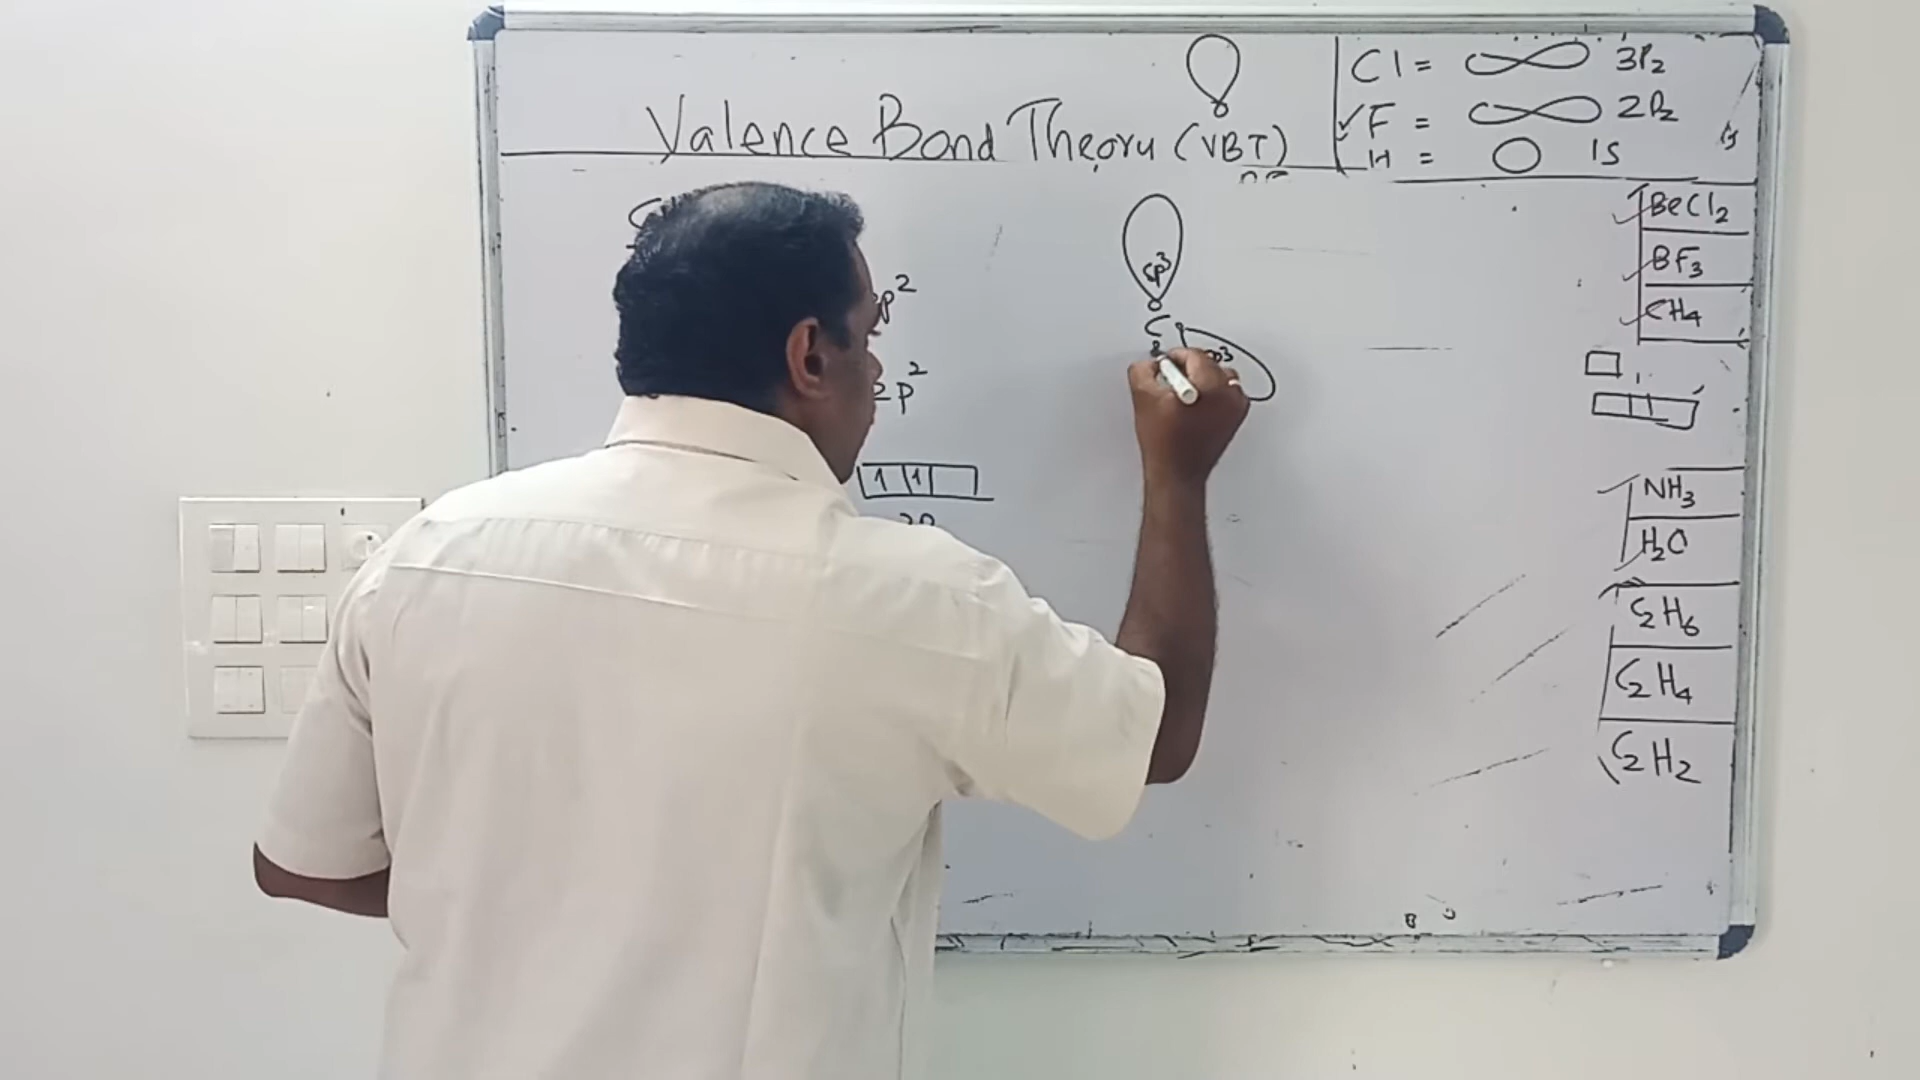 Valence Bond Theory (VBT)
Cl = 3P₂
✓ F = 2P₂
H = 1S
p²
2p²
1 1
sp³
C
BeCl₂
BF₃
CH₄
NH₃
H₂O
C₂H₆
C₂H₄
C₂H₂
B